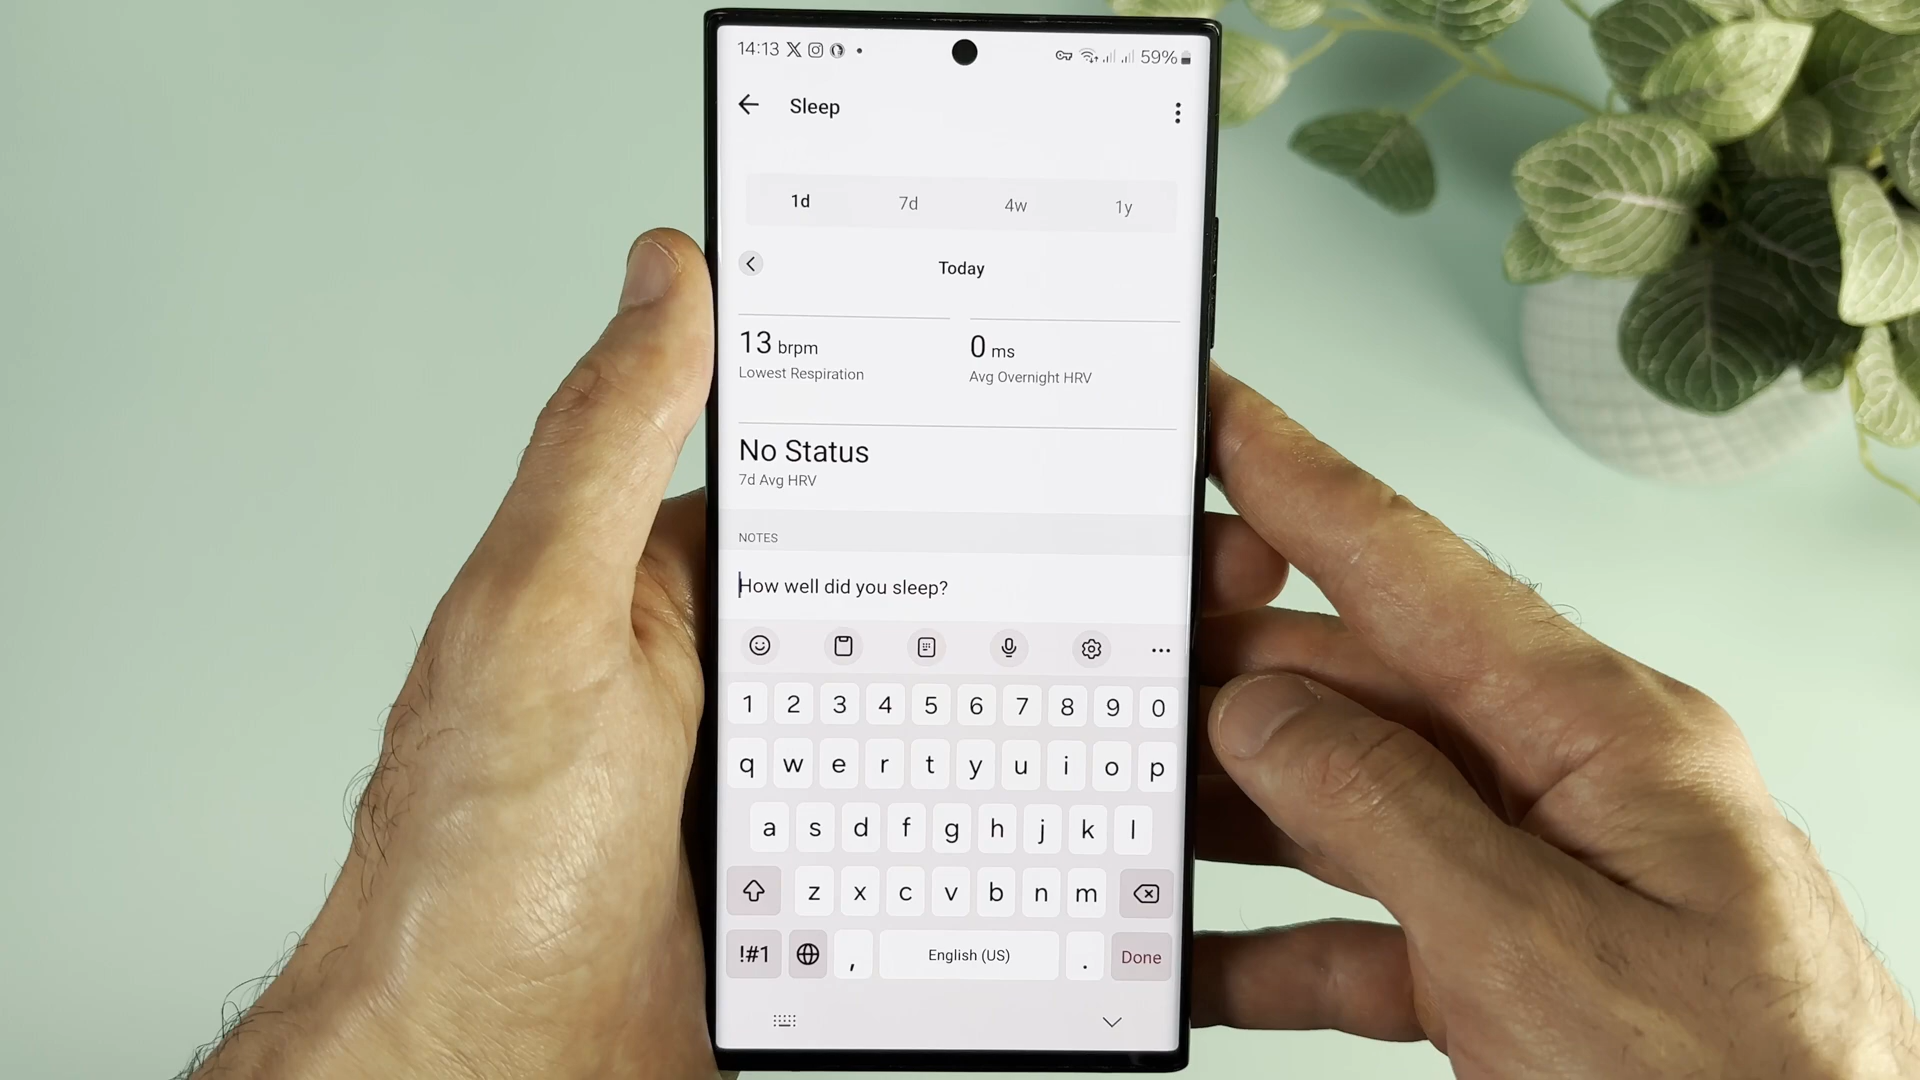 14:13 59%
Sleep
1d 7d 4w 1y
Today
13 brpm 0 ms
Lowest Respiration Avg Overnight HRV
No Status
7d Avg HRV
NOTES
How well did you sleep?
1 2 3 4 5 6 7 8 9 0
q w e r t y u i o p
a s d f g h j k l
z x c v b n m
!#1 , English (US) . Done